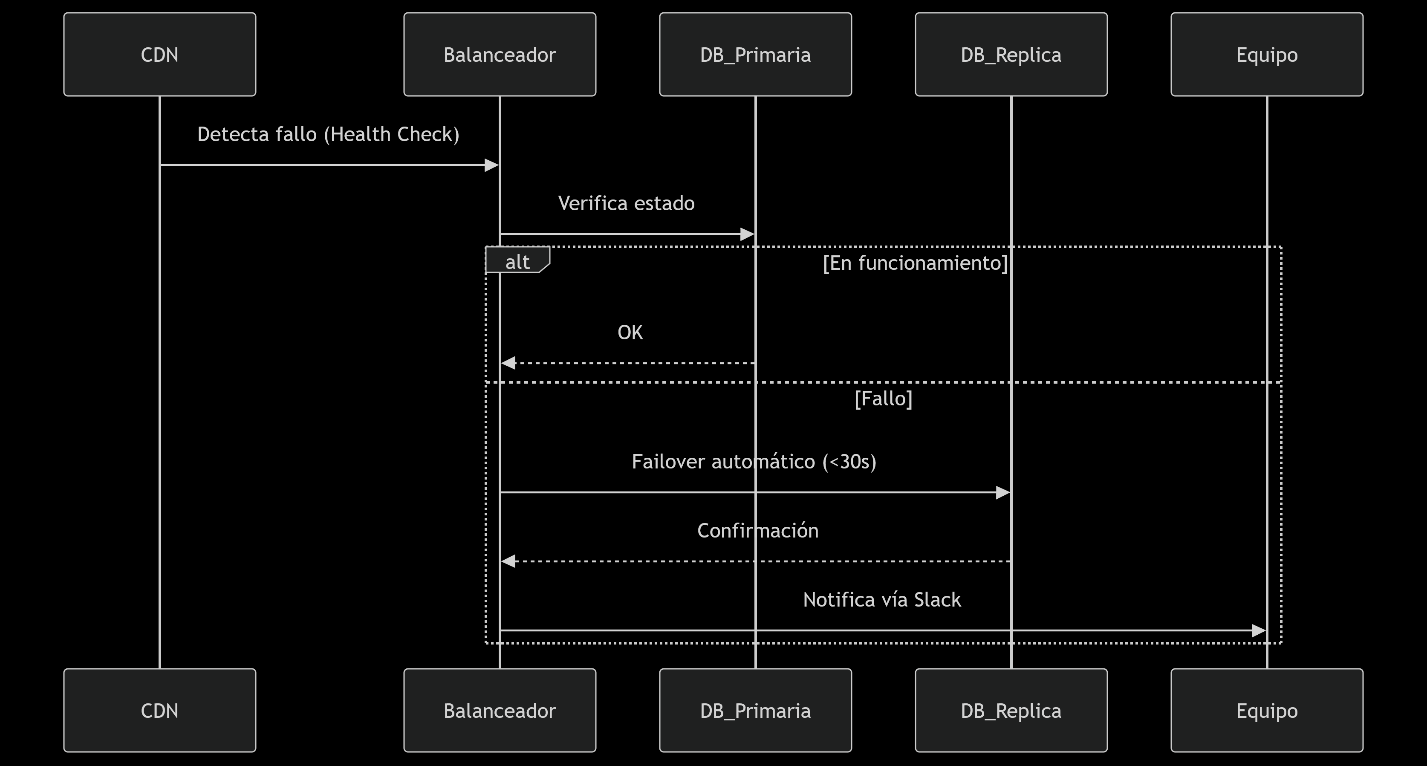 CDN
Balanceador
DB_Primaria
DB_Replica
Equipo
Detecta fallo (Health Check)
Verifica estado
alt
[En funcionamiento]
OK
[Fallo]
Failover automático (<30s)
Confirmación
Notifica vía Slack
CDN
Balanceador
DB_Primaria
DB_Replica
Equipo